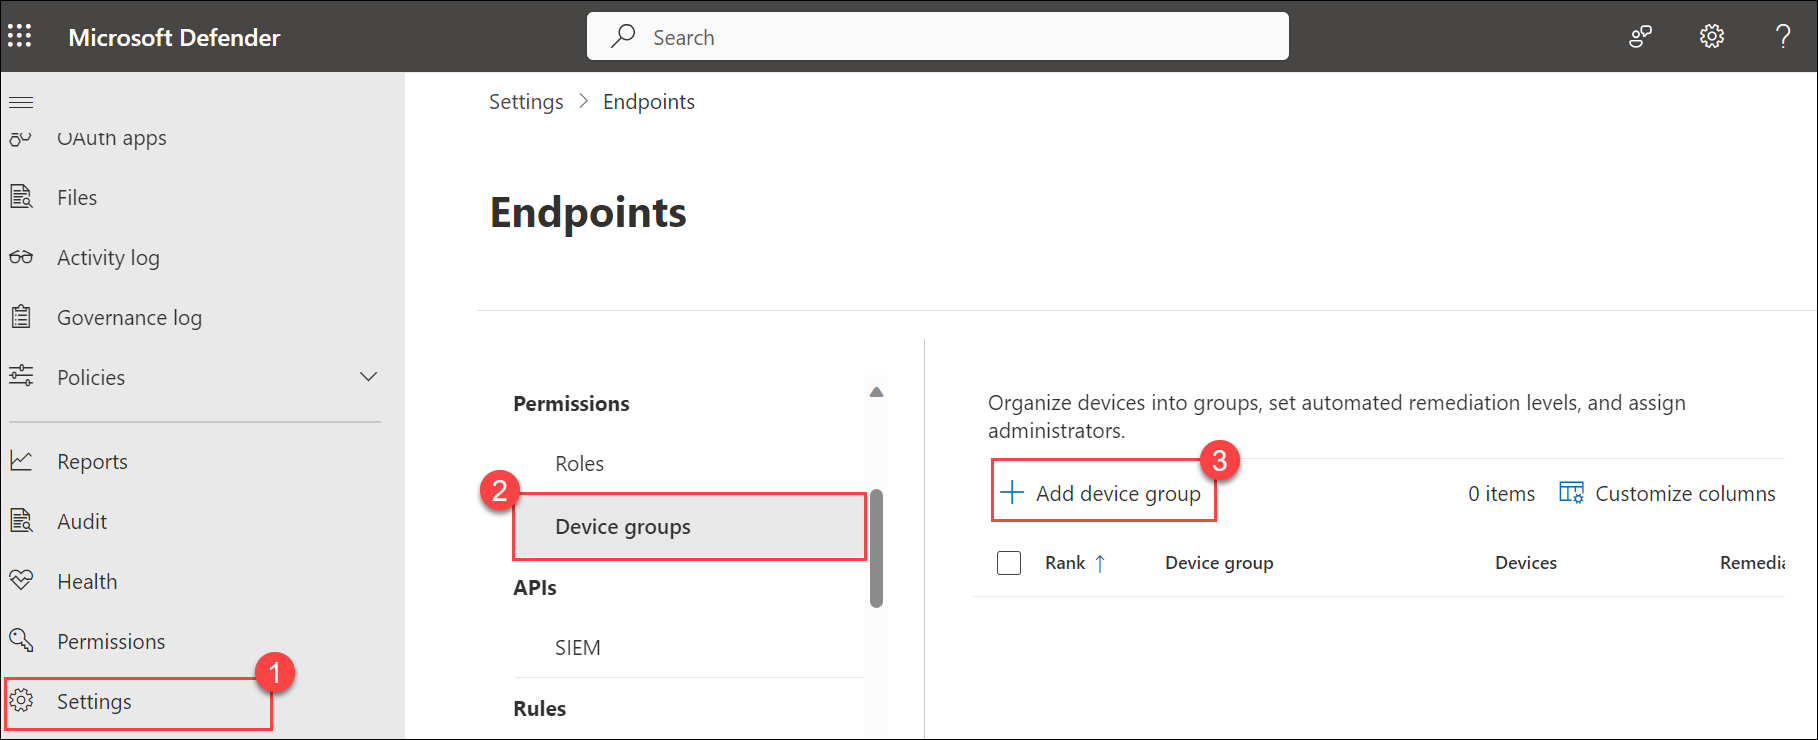 Microsoft Defender
Search
Settings > Endpoints
OAuth apps
Files
Activity log
Governance log
Policies
Reports
Audit
Health
Permissions
1
Settings
Endpoints
Permissions
Roles
2
Device groups
APIs
SIEM
Rules
Organize devices into groups, set automated remediation levels, and assign
administrators.
3
Add device group 0 items Customize columns
Rank ↑ Device group Devices Remedia